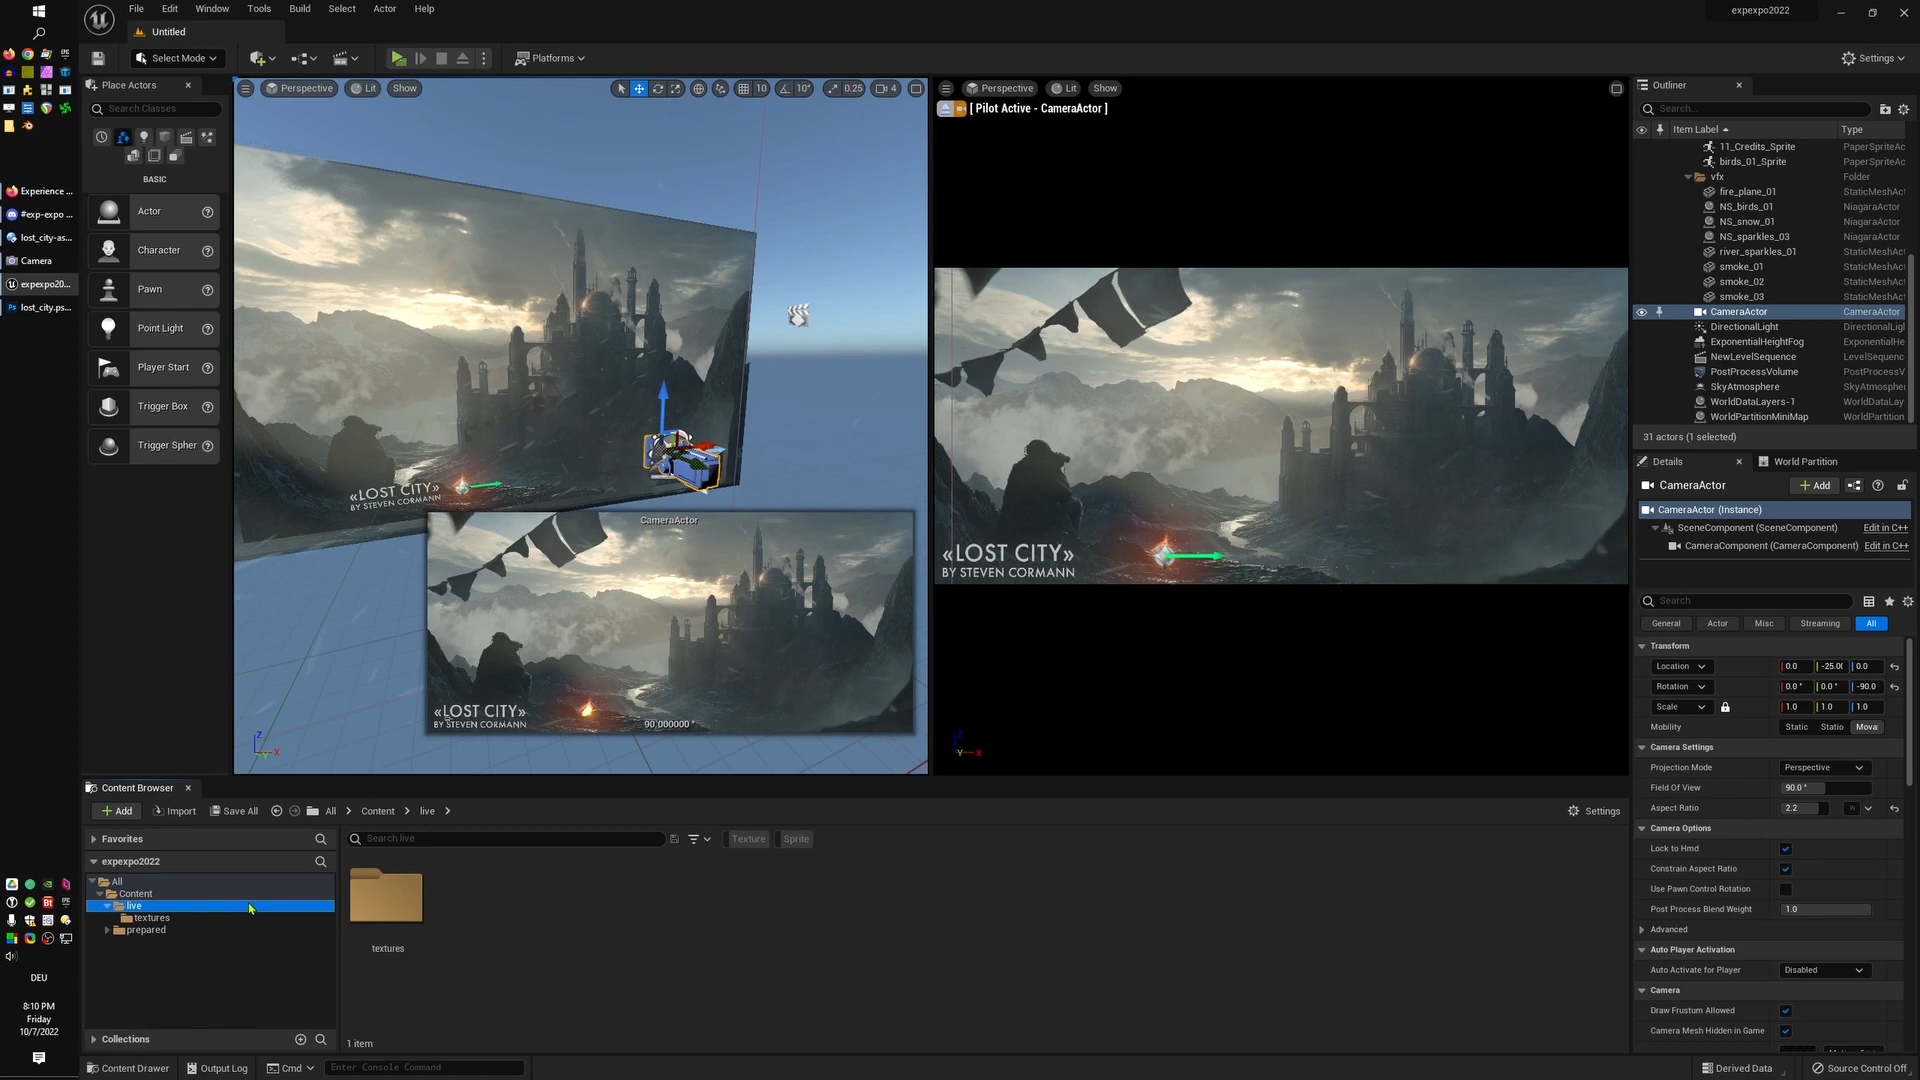 File Edit Window Tools Build Select Actor Help
expexpo2022
Untitled
Select Mode
Platforms
Settings
Place Actors
Search Classes
BASIC
Actor
Character
Pawn
Point Light
Player Start
Trigger Box
Trigger Spher
Experience ...
#exp-expo ...
lost_city-as...
Camera
expexpo20...
lost_city.ps...
DEU
8:10 PM
Friday
10/7/2022
Perspective Lit Show
10 10° 0.25 4
«LOST CITY»
BY STEVEN CORMANN
CameraActor
«LOST CITY»
BY STEVEN CORMANN
90.000000 °
Z
X
Perspective Lit Show
[ Pilot Active - CameraActor ]
«LOST CITY»
BY STEVEN CORMANN
Y X
Outliner
Search...
Item Label Type
11_Credits_Sprite PaperSpriteAc
birds_01_Sprite PaperSpriteAc
vfx Folder
fire_plane_01 StaticMeshAct
NS_birds_01 NiagaraActor
NS_snow_01 NiagaraActor
NS_sparkles_03 NiagaraActor
river_sparkles_01 StaticMeshAct
smoke_01 StaticMeshAct
smoke_02 StaticMeshAct
smoke_03 StaticMeshAct
CameraActor CameraActor
DirectionalLight DirectionalLigh
ExponentialHeightFog ExponentialHe
NewLevelSequence LevelSequenc
PostProcessVolume PostProcessV
SkyAtmosphere SkyAtmospher
WorldDataLayers-1 WorldDataLay
WorldPartitionMiniMap WorldPartition
31 actors (1 selected)
Details World Partition
CameraActor Add
CameraActor (Instance)
SceneComponent (SceneComponent) Edit in C++
CameraComponent (CameraComponent) Edit in C++
Search
General Actor Misc Streaming All
Transform
Location 0.0 -25.0( 0.0
Rotation 0.0 ° 0.0 ° -90.0
Scale 1.0 1.0 1.0
Mobility Static Statio Mova
Camera Settings
Projection Mode Perspective
Field Of View 90.0 °
Aspect Ratio 2.2
Camera Options
Lock to Hmd
Constrain Aspect Ratio
Use Pawn Control Rotation
Post Process Blend Weight 1.0
Advanced
Auto Player Activation
Auto Activate for Player Disabled
Camera
Draw Frustum Allowed
Camera Mesh Hidden in Game
Content Browser
Add Import Save All All Content live Settings
Favorites
expexpo2022
All
Content
live
textures
prepared
Collections
Search live
Texture Sprite
textures
1 item
Content Drawer Output Log Cmd Enter Console Command
Derived Data Source Control Off